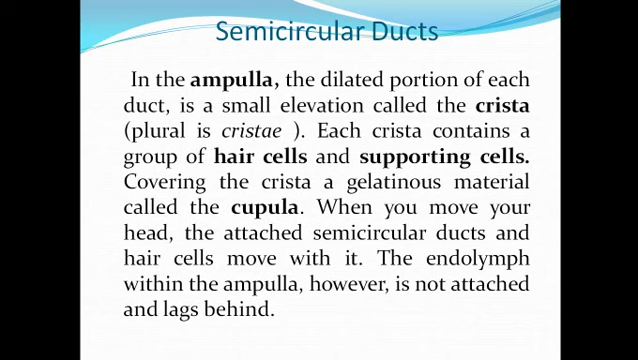 Semicircular Ducts
In the ampulla, the dilated portion of each
duct, is a small elevation called the crista
(plural is cristae ). Each crista contains a
group of hair cells and supporting cells.
Covering the crista a gelatinous material
called the cupula. When you move your
head, the attached semicircular ducts and
hair cells move with it. The endolymph
within the ampulla, however, is not attached
and lags behind.